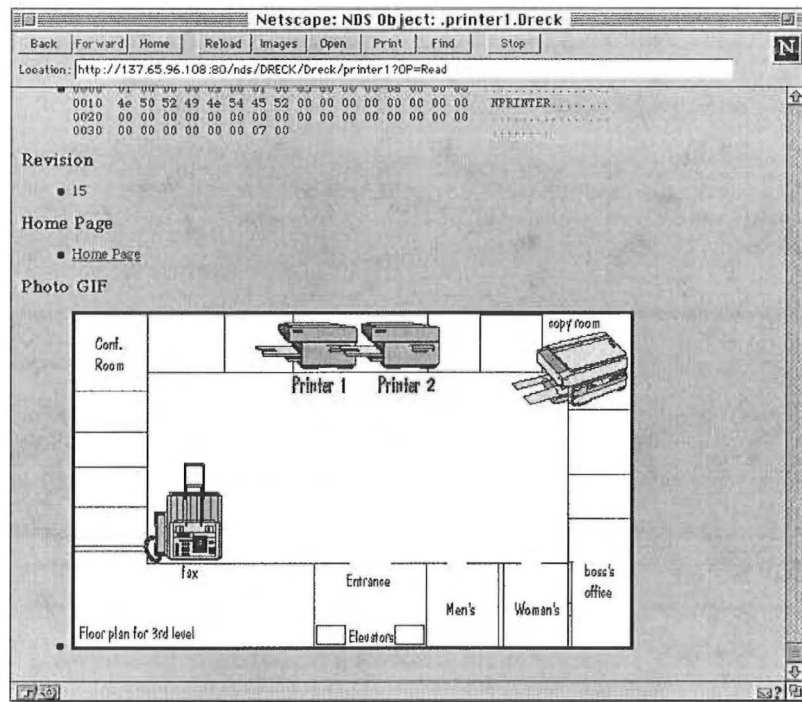 Netscape: NDS Object: .printer1.Dreck
Back Forward Home Reload Images Open Print Find Stop
N
Location: http://137.65.96.108:80/nds/DRECK/Dreck/printer1?OP=Read
0010 4e 50 52 49 4e 54 45 52 00 00 00 00 00 00 00 00 NPRINTER........
0020 00 00 00 00 00 00 00 00 00 00 00 00 00 00 00 00 ................
0030 00 00 00 00 00 00 07 00 ........
Revision
15
Home Page
Home Page
Photo GIF
Conf. Room
copy room
Printer 1 Printer 2
fax
Entrance
Men's
Woman's
boss's office
Floor plan for 3rd level
Elevators
?